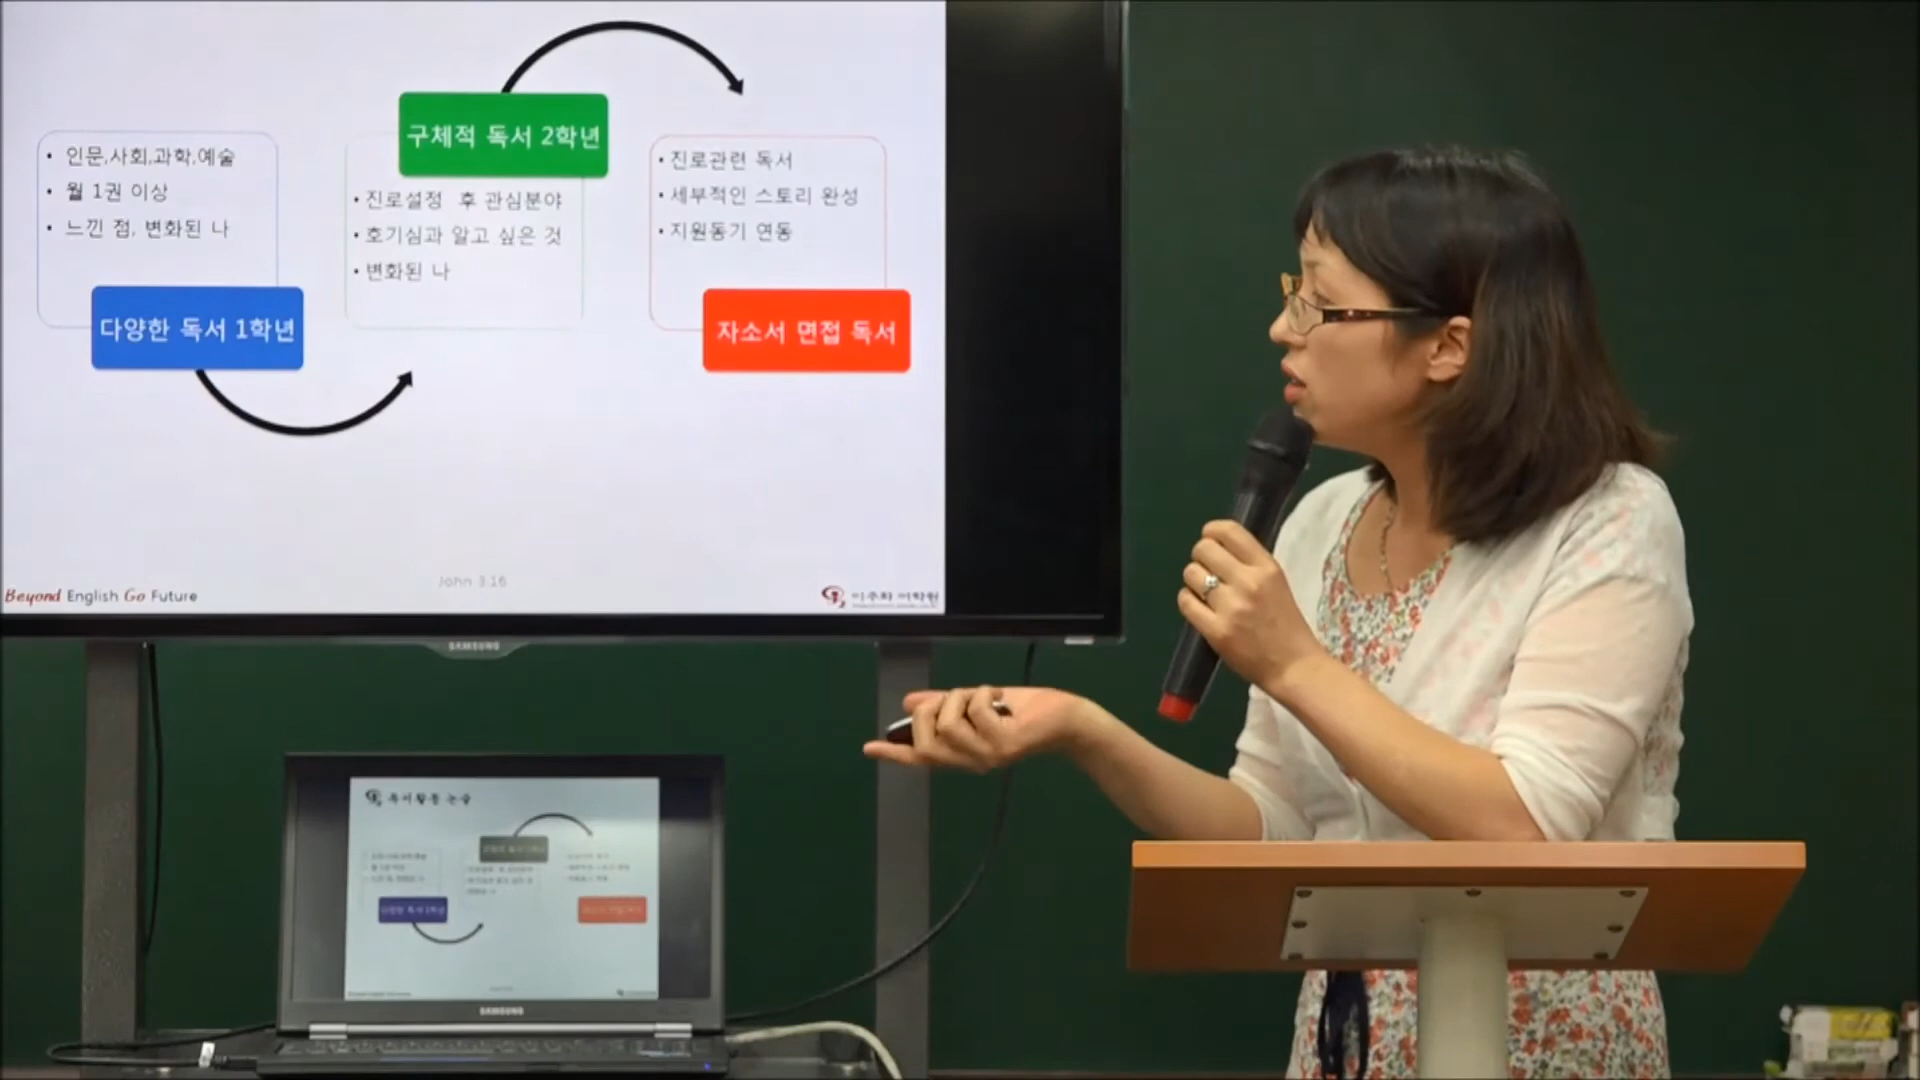 구체적 독서 2학년
• 인문,사회,과학,예술
• 월 1권 이상
• 느낀 점, 변화된 나
다양한 독서 1학년
• 진로설정 후 관심분야
• 호기심과 알고 싶은 것
• 변화된 나
• 진로관련 독서
• 세부적인 스토리 완성
• 지원동기 연동
자소서 면접 독서
John 3:16
Beyond English Go Future
SAMSUNG
SAMSUNG